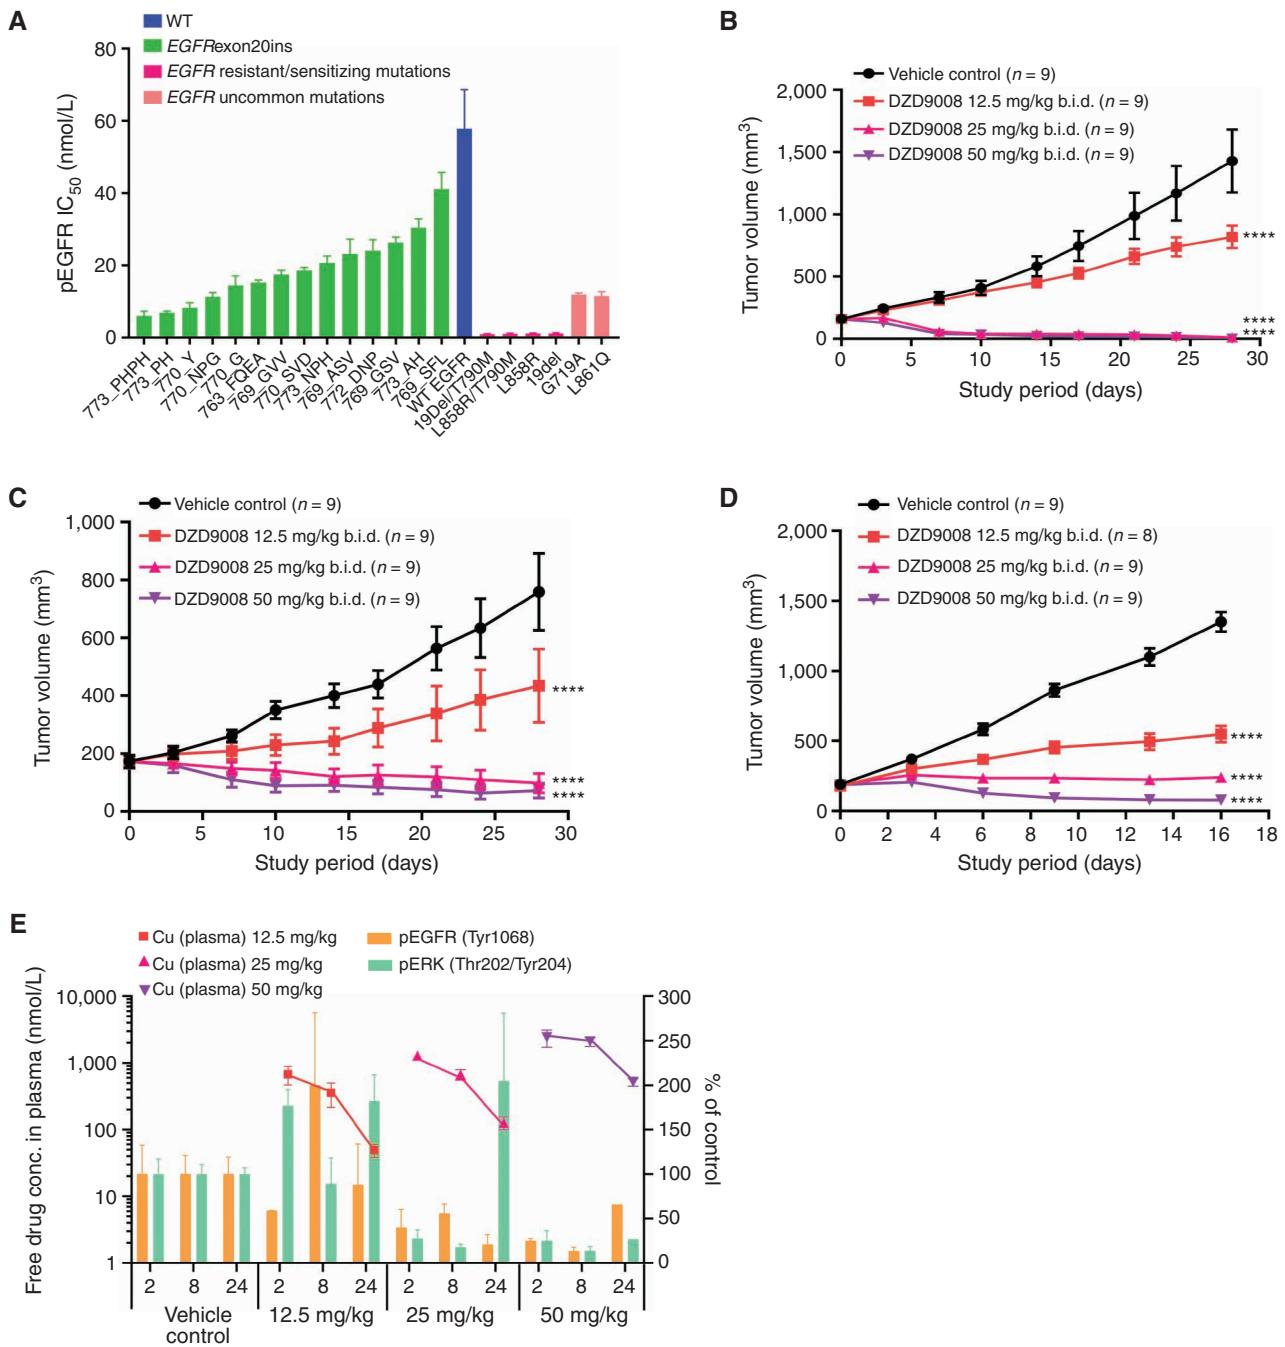 A
WT
EGFRexon20ins
EGFR resistant/sensitizing mutations
EGFR uncommon mutations
pEGFR IC50 (nmol/L)
80
60
40
20
0
773_PHPH
773_PH
770_Y
770_NPG
770_G
763_FQEA
769_GVV
770_SVD
773_NPH
769_ASV
772_DNP
769_GSV
773_AH
769_SFL
WT EGFR
19Del/T790M
L858R/T790M
L858R
19del
G719A
L861Q
B
Vehicle control (n = 9)
DZD9008 12.5 mg/kg b.i.d. (n = 9)
DZD9008 25 mg/kg b.i.d. (n = 9)
DZD9008 50 mg/kg b.i.d. (n = 9)
Tumor volume (mm3)
2,000
1,500
1,000
500
0
****
****
****
0 5 10 15 20 25 30
Study period (days)
C
Vehicle control (n = 9)
DZD9008 12.5 mg/kg b.i.d. (n = 9)
DZD9008 25 mg/kg b.i.d. (n = 9)
DZD9008 50 mg/kg b.i.d. (n = 9)
Tumor volume (mm3)
1,000
800
600
400
200
0
****
****
****
0 5 10 15 20 25 30
Study period (days)
D
Vehicle control (n = 9)
DZD9008 12.5 mg/kg b.i.d. (n = 8)
DZD9008 25 mg/kg b.i.d. (n = 9)
DZD9008 50 mg/kg b.i.d. (n = 9)
Tumor volume (mm3)
2,000
1,500
1,000
500
0
****
****
****
0 2 4 6 8 10 12 14 16 18
Study period (days)
E
Cu (plasma) 12.5 mg/kg
Cu (plasma) 25 mg/kg
Cu (plasma) 50 mg/kg
pEGFR (Tyr1068)
pERK (Thr202/Tyr204)
Free drug conc. in plasma (nmol/L)
10,000
1,000
100
10
1
300
250
200
150
100
50
0
% of control
2 8 24 2 8 24 2 8 24 2 8 24
Vehicle control
12.5 mg/kg
25 mg/kg
50 mg/kg